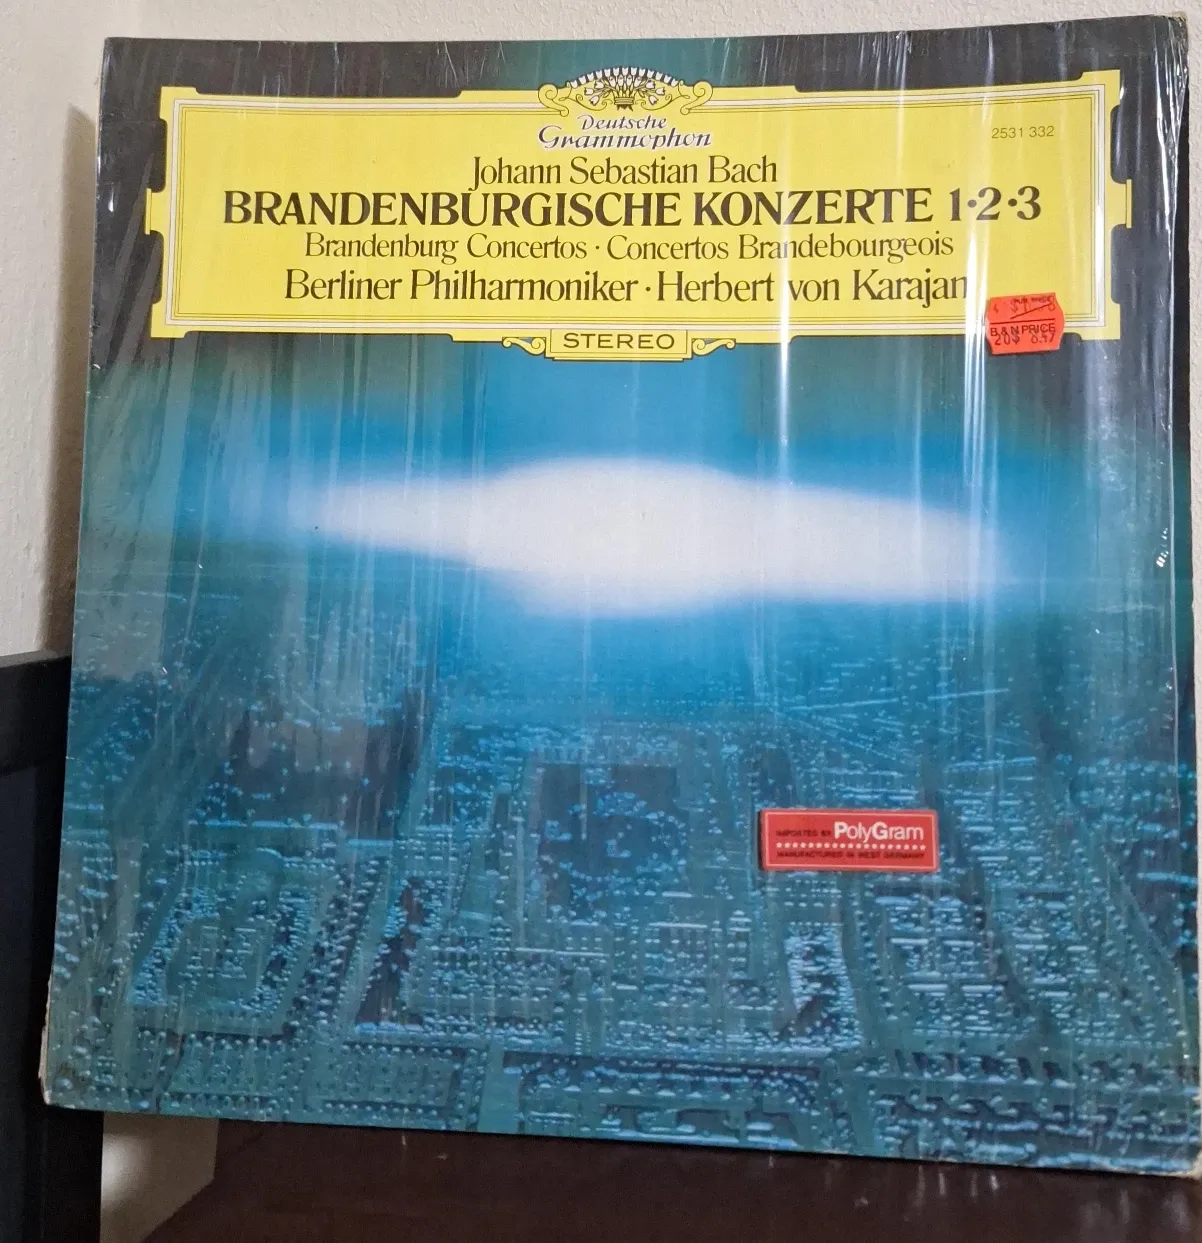 Deutsche
Grammophon
2531 332
Johann Sebastian Bach
BRANDENBURGISCHE KONZERTE 1·2·3
Brandenburg Concertos · Concertos Brandebourgeois
Berliner Philharmoniker · Herbert von Karajan
B&N PRICE
STEREO
IMPORTED BY PolyGram
MANUFACTURED IN WEST GERMANY